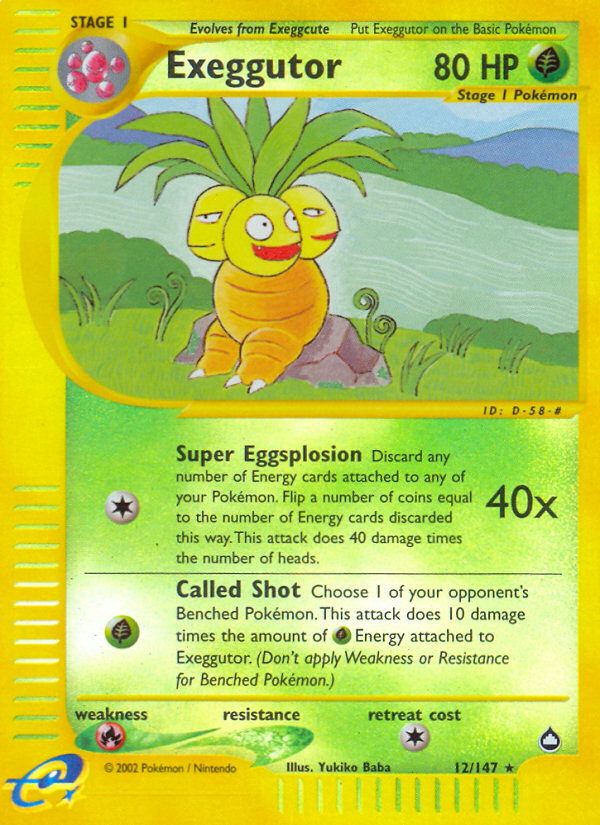 STAGE 1
Evolves from Exeggcute Put Exeggutor on the Basic Pokémon
Exeggutor 80 HP
Stage 1 Pokémon
ID: D-58-#
Super Eggsplosion Discard any
number of Energy cards attached to any of
your Pokémon. Flip a number of coins equal
to the number of Energy cards discarded
this way. This attack does 40 damage times
the number of heads.
40x
Called Shot Choose 1 of your opponent's
Benched Pokémon. This attack does 10 damage
times the amount of Energy attached to
Exeggutor. (Don't apply Weakness or Resistance
for Benched Pokémon.)
weakness resistance retreat cost
© 2002 Pokémon / Nintendo Illus. Yukiko Baba 12/147 ★
e